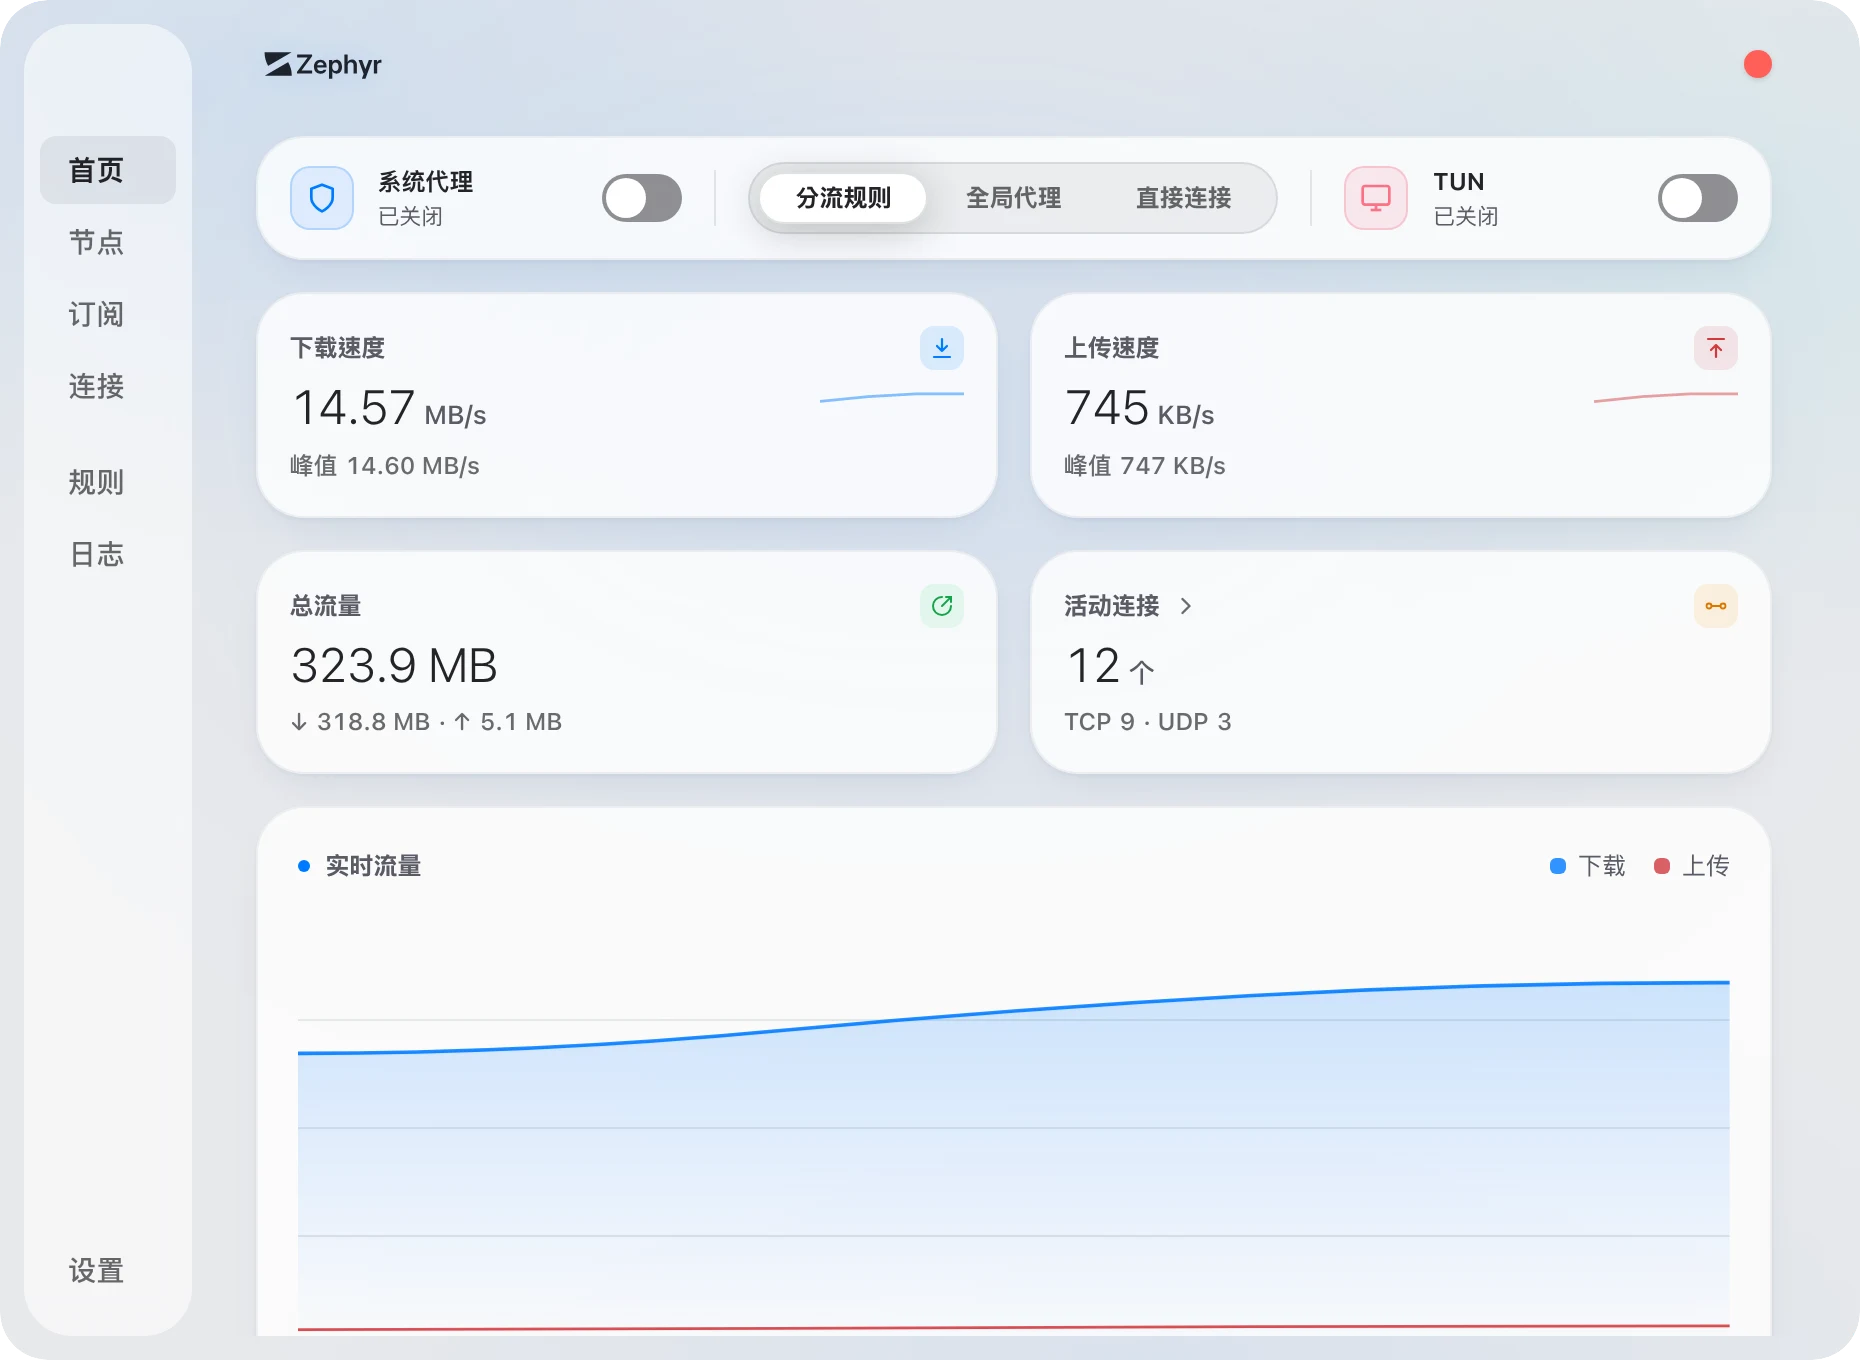 Zephyr
首页
节点
订阅
连接
规则
日志
设置
系统代理
已关闭
分流规则 全局代理 直接连接
TUN
已关闭
下载速度
14.57 MB/s
峰值 14.60 MB/s
上传速度
745 KB/s
峰值 747 KB/s
总流量
323.9 MB
↓ 318.8 MB · ↑ 5.1 MB
活动连接
12 个
TCP 9 · UDP 3
实时流量
下载 上传